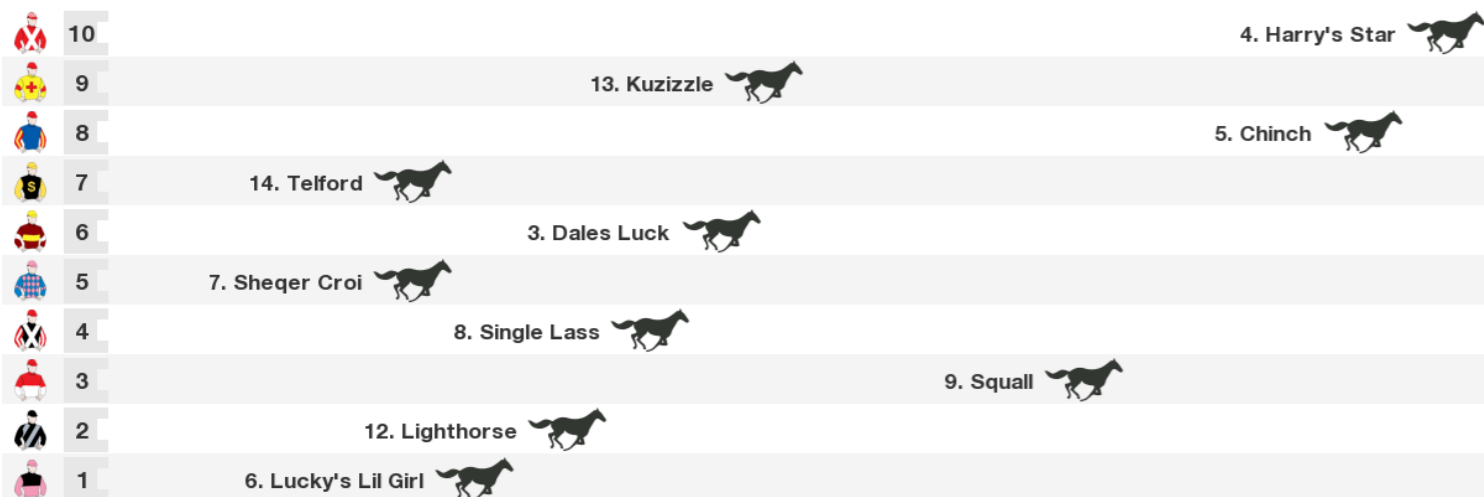 10 4. Harry's Star
9 13. Kuzizzle
8 5. Chinch
S 7 14. Telford
6 3. Dales Luck
5 7. Sheqer Croi
4 8. Single Lass
3 9. Squall
2 12. Lighthorse
1 6. Lucky's Lil Girl